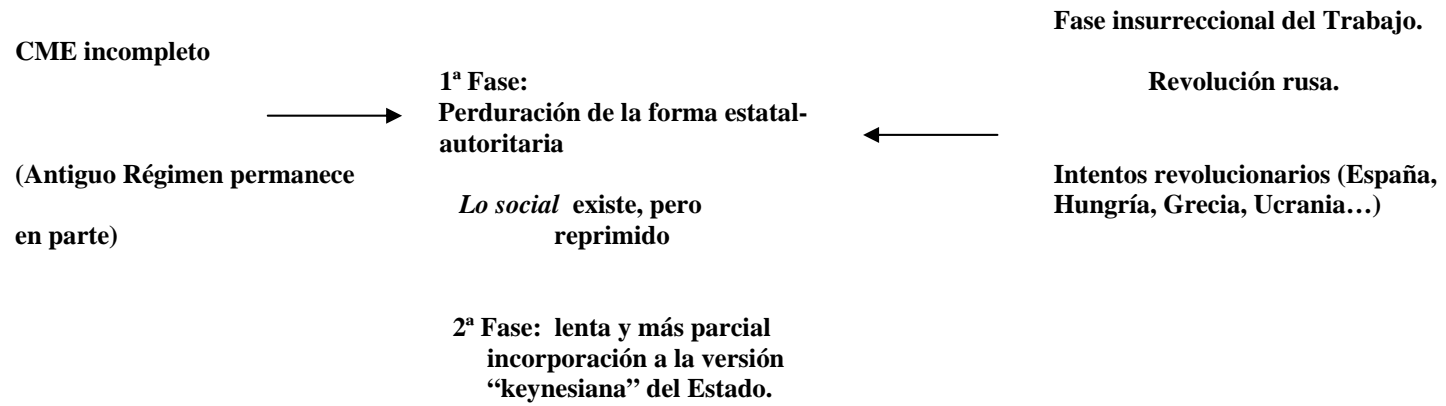 CME incompleto
(Antiguo Régimen permanece
en parte)
1ª Fase:
Perduración de la forma estatal-
autoritaria
Lo social existe, pero
reprimido
2ª Fase: lenta y más parcial
incorporación a la versión
“keynesiana” del Estado.
Fase insurreccional del Trabajo.
Revolución rusa.
Intentos revolucionarios (España,
Hungría, Grecia, Ucrania…)